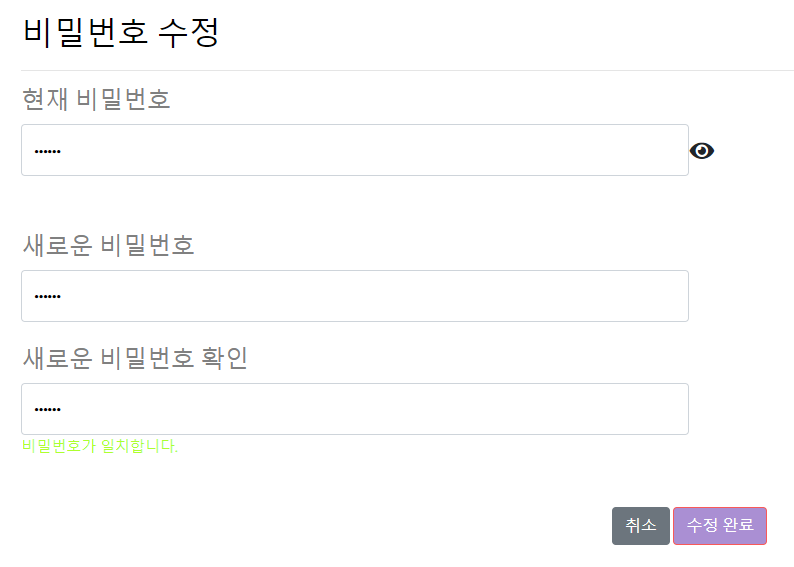 비밀번호 수정
현재 비밀번호
••••••
새로운 비밀번호
••••••
새로운 비밀번호 확인
••••••
비밀번호가 일치합니다.
취소 수정 완료